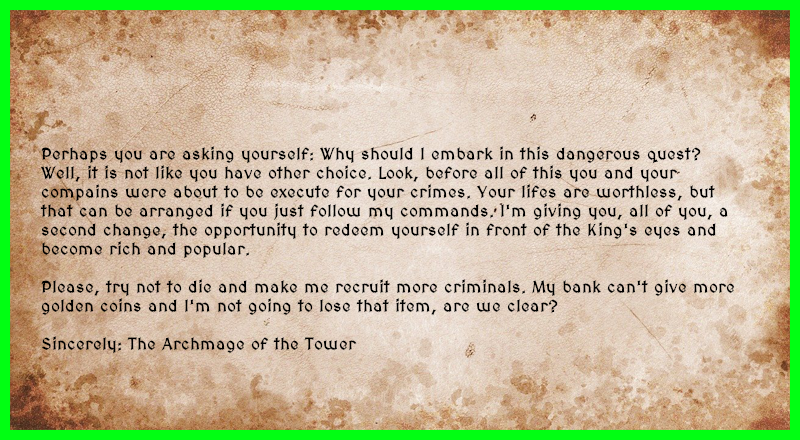 Perhaps you are asking yourself: Why should I embark in this dangerous quest?
Well, it is not like you have other choice. Look, before all of this you and your
compains were about to be execute for your crimes. Your lifes are worthless, but
that can be arranged if you just follow my commands. I'm giving you, all of you, a
second change, the opportunity to redeem yourself in front of the King's eyes and
become rich and popular.
Please, try not to die and make me recruit more criminals. My bank can't give more
golden coins and I'm not going to lose that item, are we clear?
Sincerely: The Archmage of the Tower